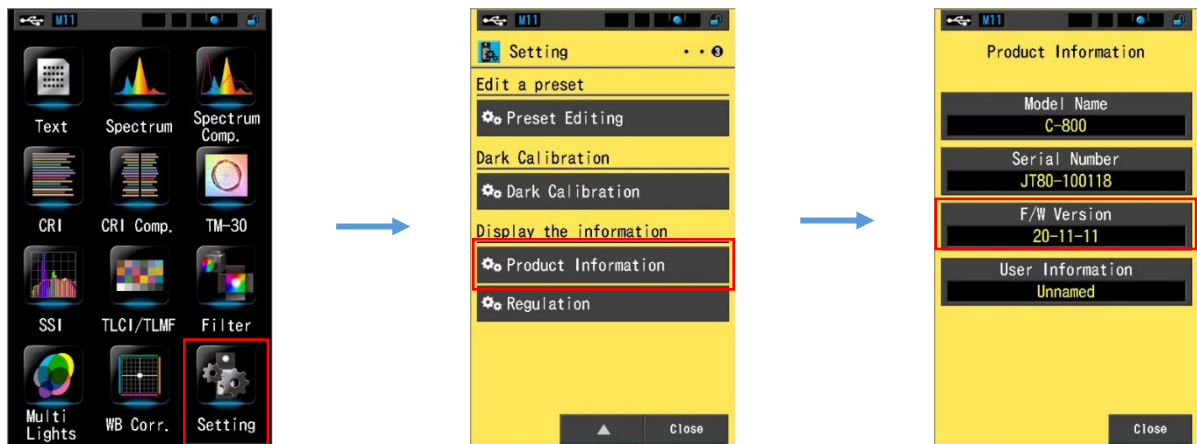 M11
Text Spectrum Spectrum
Comp.
CRI CRI Comp. TM-30
SSI TLCI/TLMF Filter
Multi
Lights WB Corr. Setting
M11
Setting ・・❸
Edit a preset
Preset Editing
Dark Calibration
Dark Calibration
Display the information
Product Information
Regulation
▲ Close
M11
Product Information
Model Name
C-800
Serial Number
JT80-100118
F/W Version
20-11-11
User Information
Unnamed
Close